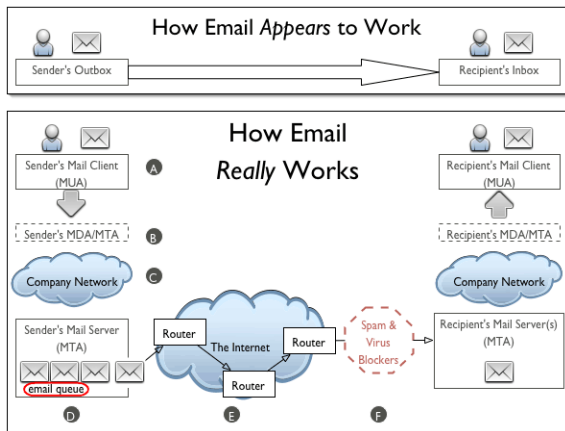 How Email Appears to Work
Sender's Outbox
Recipient's Inbox
How Email
Really Works
Sender's Mail Client
(MUA)
A
Recipient's Mail Client
(MUA)
Sender's MDA/MTA
B
Recipient's MDA/MTA
Company Network
C
Company Network
Sender's Mail Server
(MTA)
email queue
Router
The Internet
Router
Router
Spam &
Virus
Blockers
Recipient's Mail Server(s)
(MTA)
D
E
F